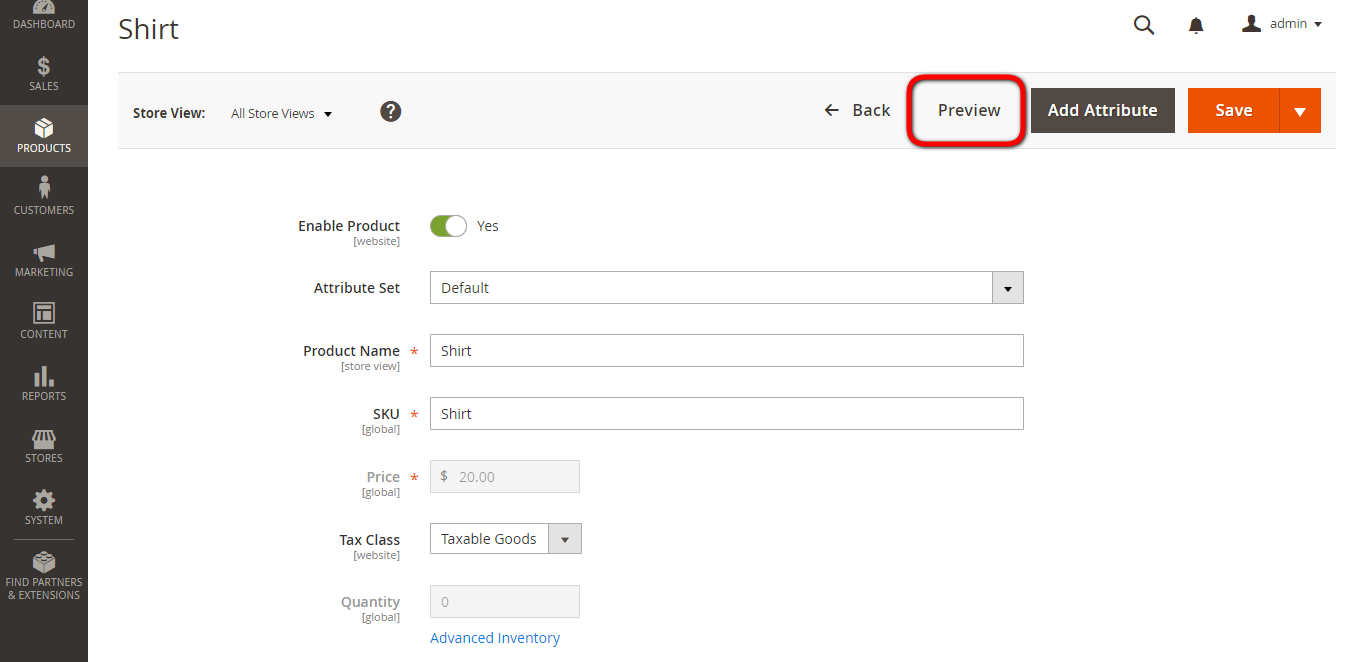 DASHBOARD
SALES
PRODUCTS
CUSTOMERS
MARKETING
CONTENT
REPORTS
STORES
SYSTEM
FIND PARTNERS
& EXTENSIONS
Shirt
admin
Store View: All Store Views ?
Back Preview Add Attribute Save
Enable Product Yes
[website]
Attribute Set Default
Product Name * Shirt
[store view]
SKU * Shirt
[global]
Price * $ 20.00
[global]
Tax Class Taxable Goods
[website]
Quantity 0
[global]
Advanced Inventory